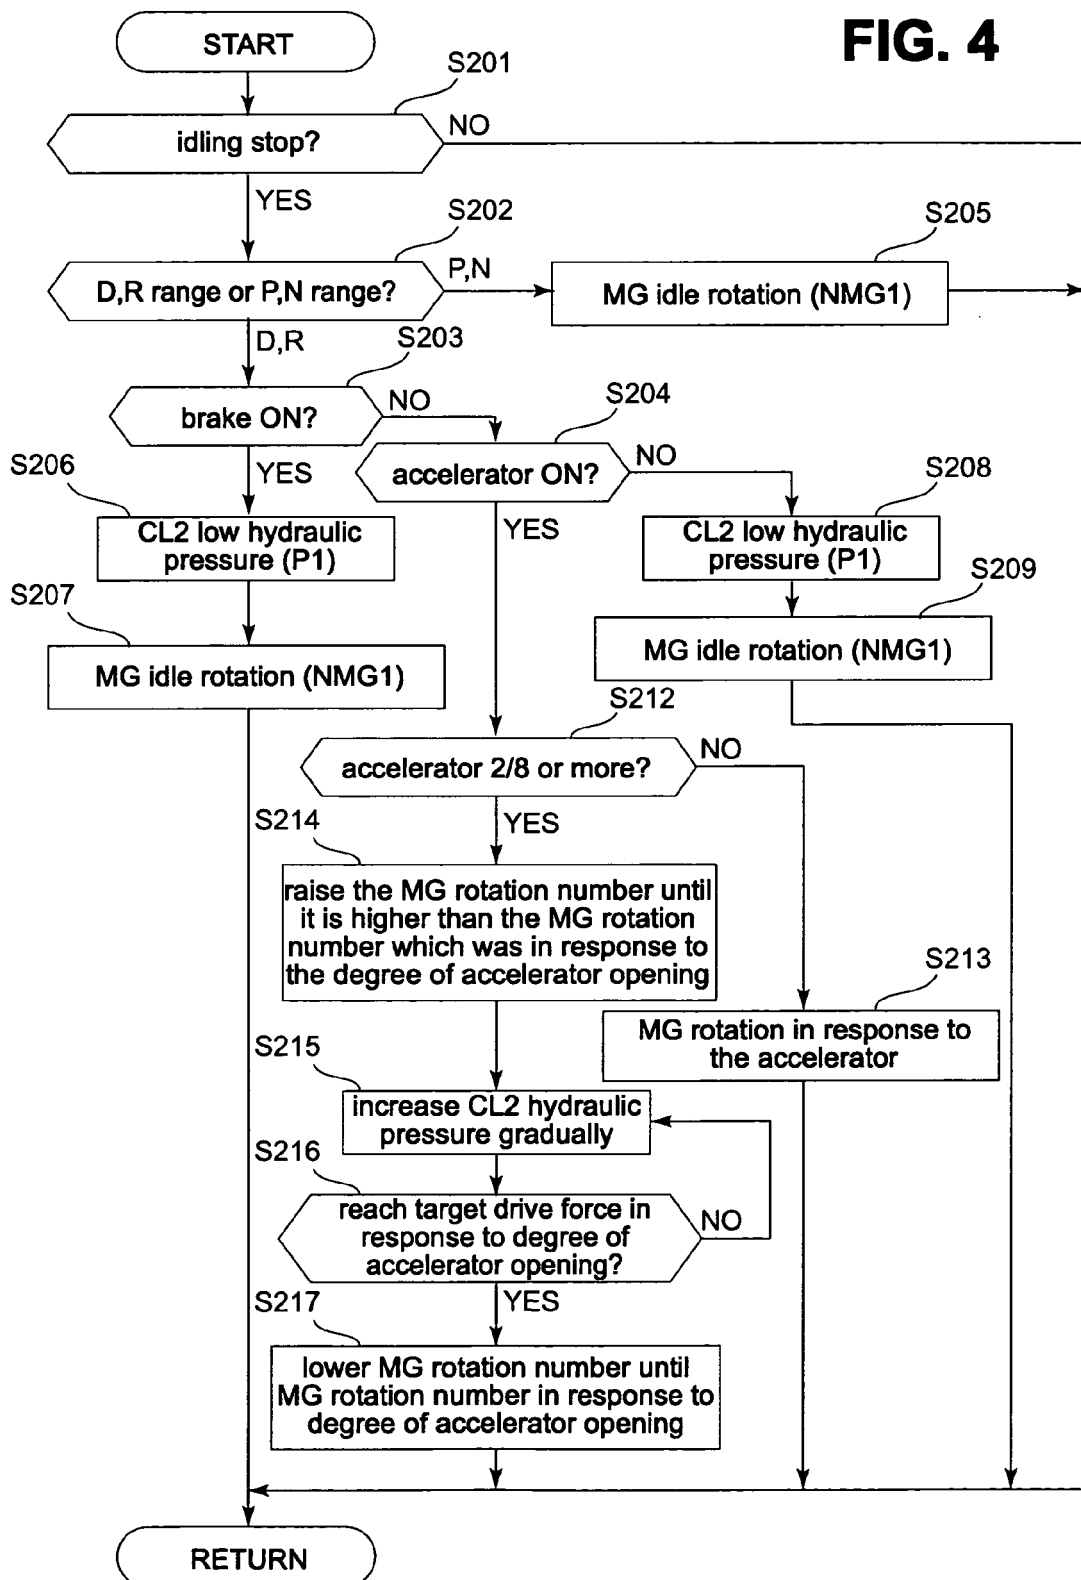 FIG. 4
START
S201
idling stop?
NO
YES
S202
D,R range or P,N range?
P,N
S205
MG idle rotation (NMG1)
D,R
S203
brake ON?
NO
S204
accelerator ON?
NO
S206
YES
CL2 low hydraulic
pressure (P1)
YES
S208
CL2 low hydraulic
pressure (P1)
S207
MG idle rotation (NMG1)
S209
MG idle rotation (NMG1)
S212
accelerator 2/8 or more?
NO
YES
S214
raise the MG rotation number until
it is higher than the MG rotation
number which was in response to
the degree of accelerator opening
S213
MG rotation in response to
the accelerator
S215
increase CL2 hydraulic
pressure gradually
S216
reach target drive force in
response to degree of
accelerator opening?
NO
YES
S217
lower MG rotation number until
MG rotation number in response to
degree of accelerator opening
RETURN